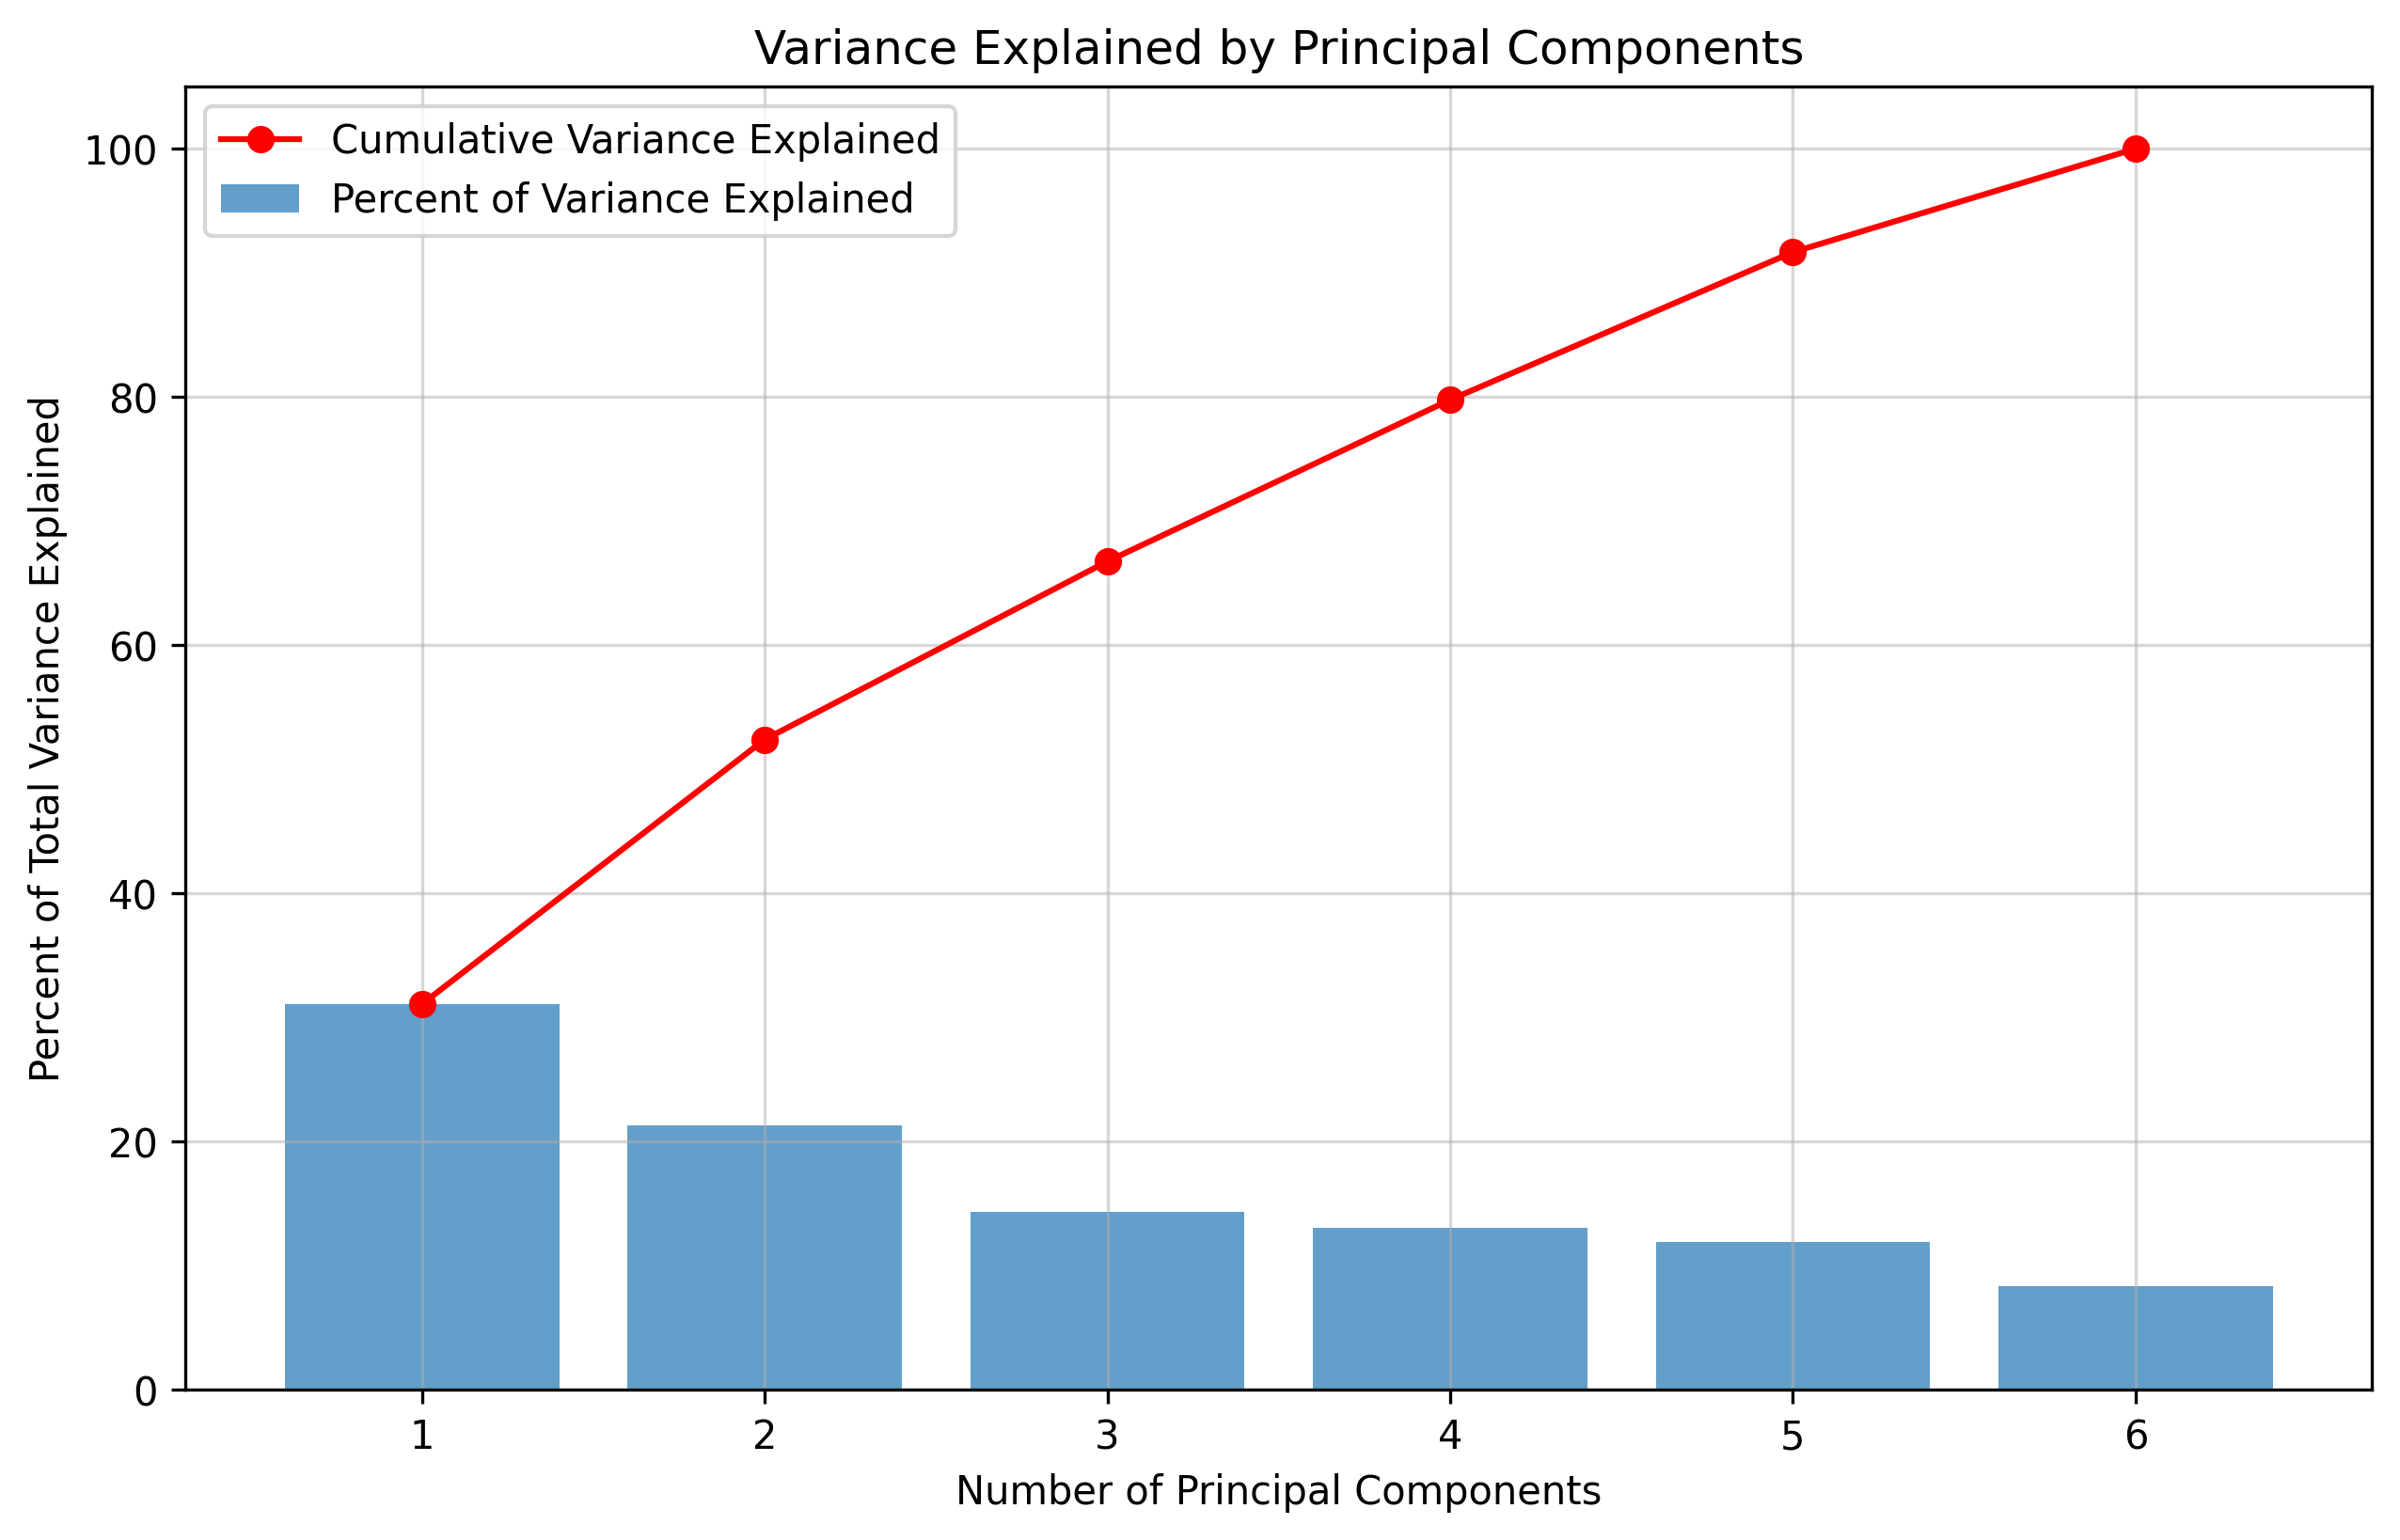 Variance Explained by Principal Components
Cumulative Variance Explained
Percent of Variance Explained
Percent of Total Variance Explained
100
80
60
40
20
0
1 2 3 4 5 6
Number of Principal Components